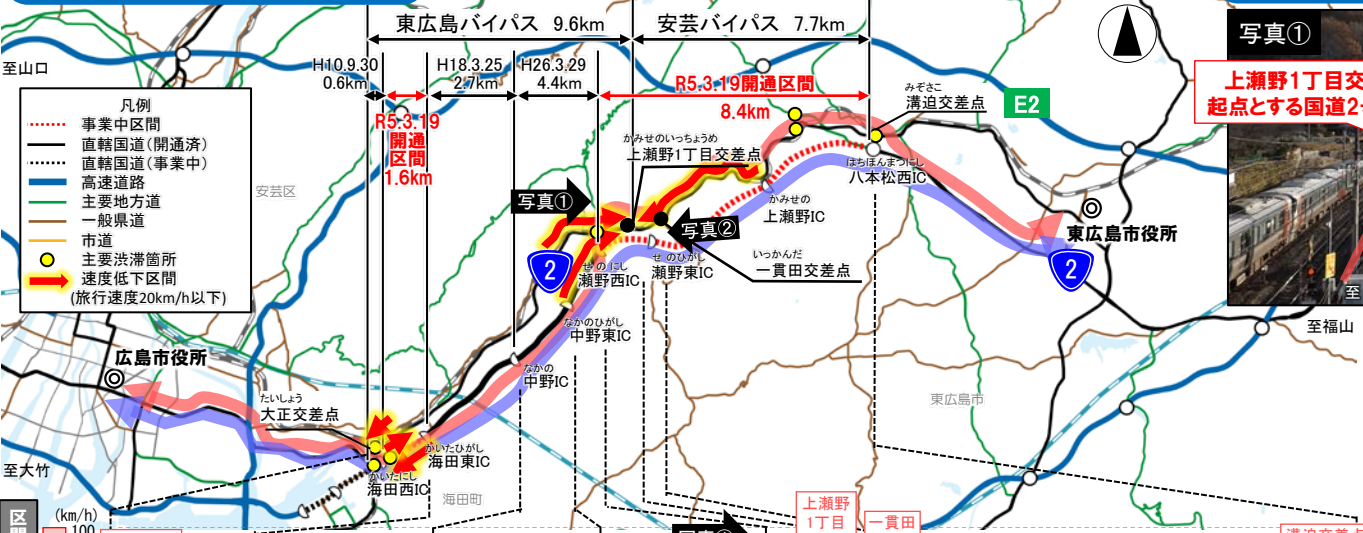 東広島バイパス 9.6km
安芸バイパス 7.7km
H10.9.30
0.6km
H18.3.25
2.7km
H26.3.29
4.4km
R5.3.19開通区間
8.4km
R5.3.19
開通
区間
1.6km
至山口
凡例
事業中区間
直轄国道(開通済)
直轄国道(事業中)
高速道路
主要地方道
一般県道
市道
主要渋滞箇所
速度低下区間
(旅行速度20km/h以下)
安芸区
みぞさこ
溝迫交差点
E2
かみせのいっちょうめ
上瀬野1丁目交差点
はちほんまつにし
八本松西IC
写真①
かみせの
上瀬野IC
写真②
いっかんだ
一貫田交差点
2
せのにし
瀬野西IC
せのひがし
瀬野東IC
東広島市役所
2
なかのひがし
中野東IC
なかの
中野IC
広島市役所
たいしょう
大正交差点
かいたひがし
海田東IC
かいたにし
海田西IC
海田町
東広島市
至大竹
至福山
写真①
上瀬野1丁目交
起点とする国道2
至
区
(km/h)
100
上瀬野
1丁目
一貫田